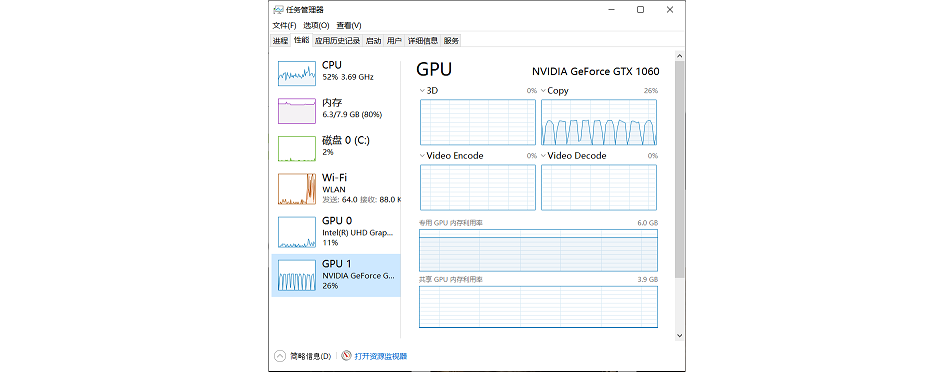 任务管理器
文件(F) 选项(O) 查看(V)
进程 性能 应用历史记录 启动 用户 详细信息 服务
CPU
52% 3.69 GHz
内存
6.3/7.9 GB (80%)
磁盘 0 (C:)
2%
Wi-Fi
WLAN
发送: 64.0 接收: 88.0 K
GPU 0
Intel(R) UHD Grap...
11%
GPU 1
NVIDIA GeForce G...
26%
GPU
NVIDIA GeForce GTX 1060
3D 0%
Copy 26%
Video Encode 0%
Video Decode 0%
专用 GPU 内存利用率 6.0 GB
共享 GPU 内存利用率 3.9 GB
简略信息(D)
打开资源监视器